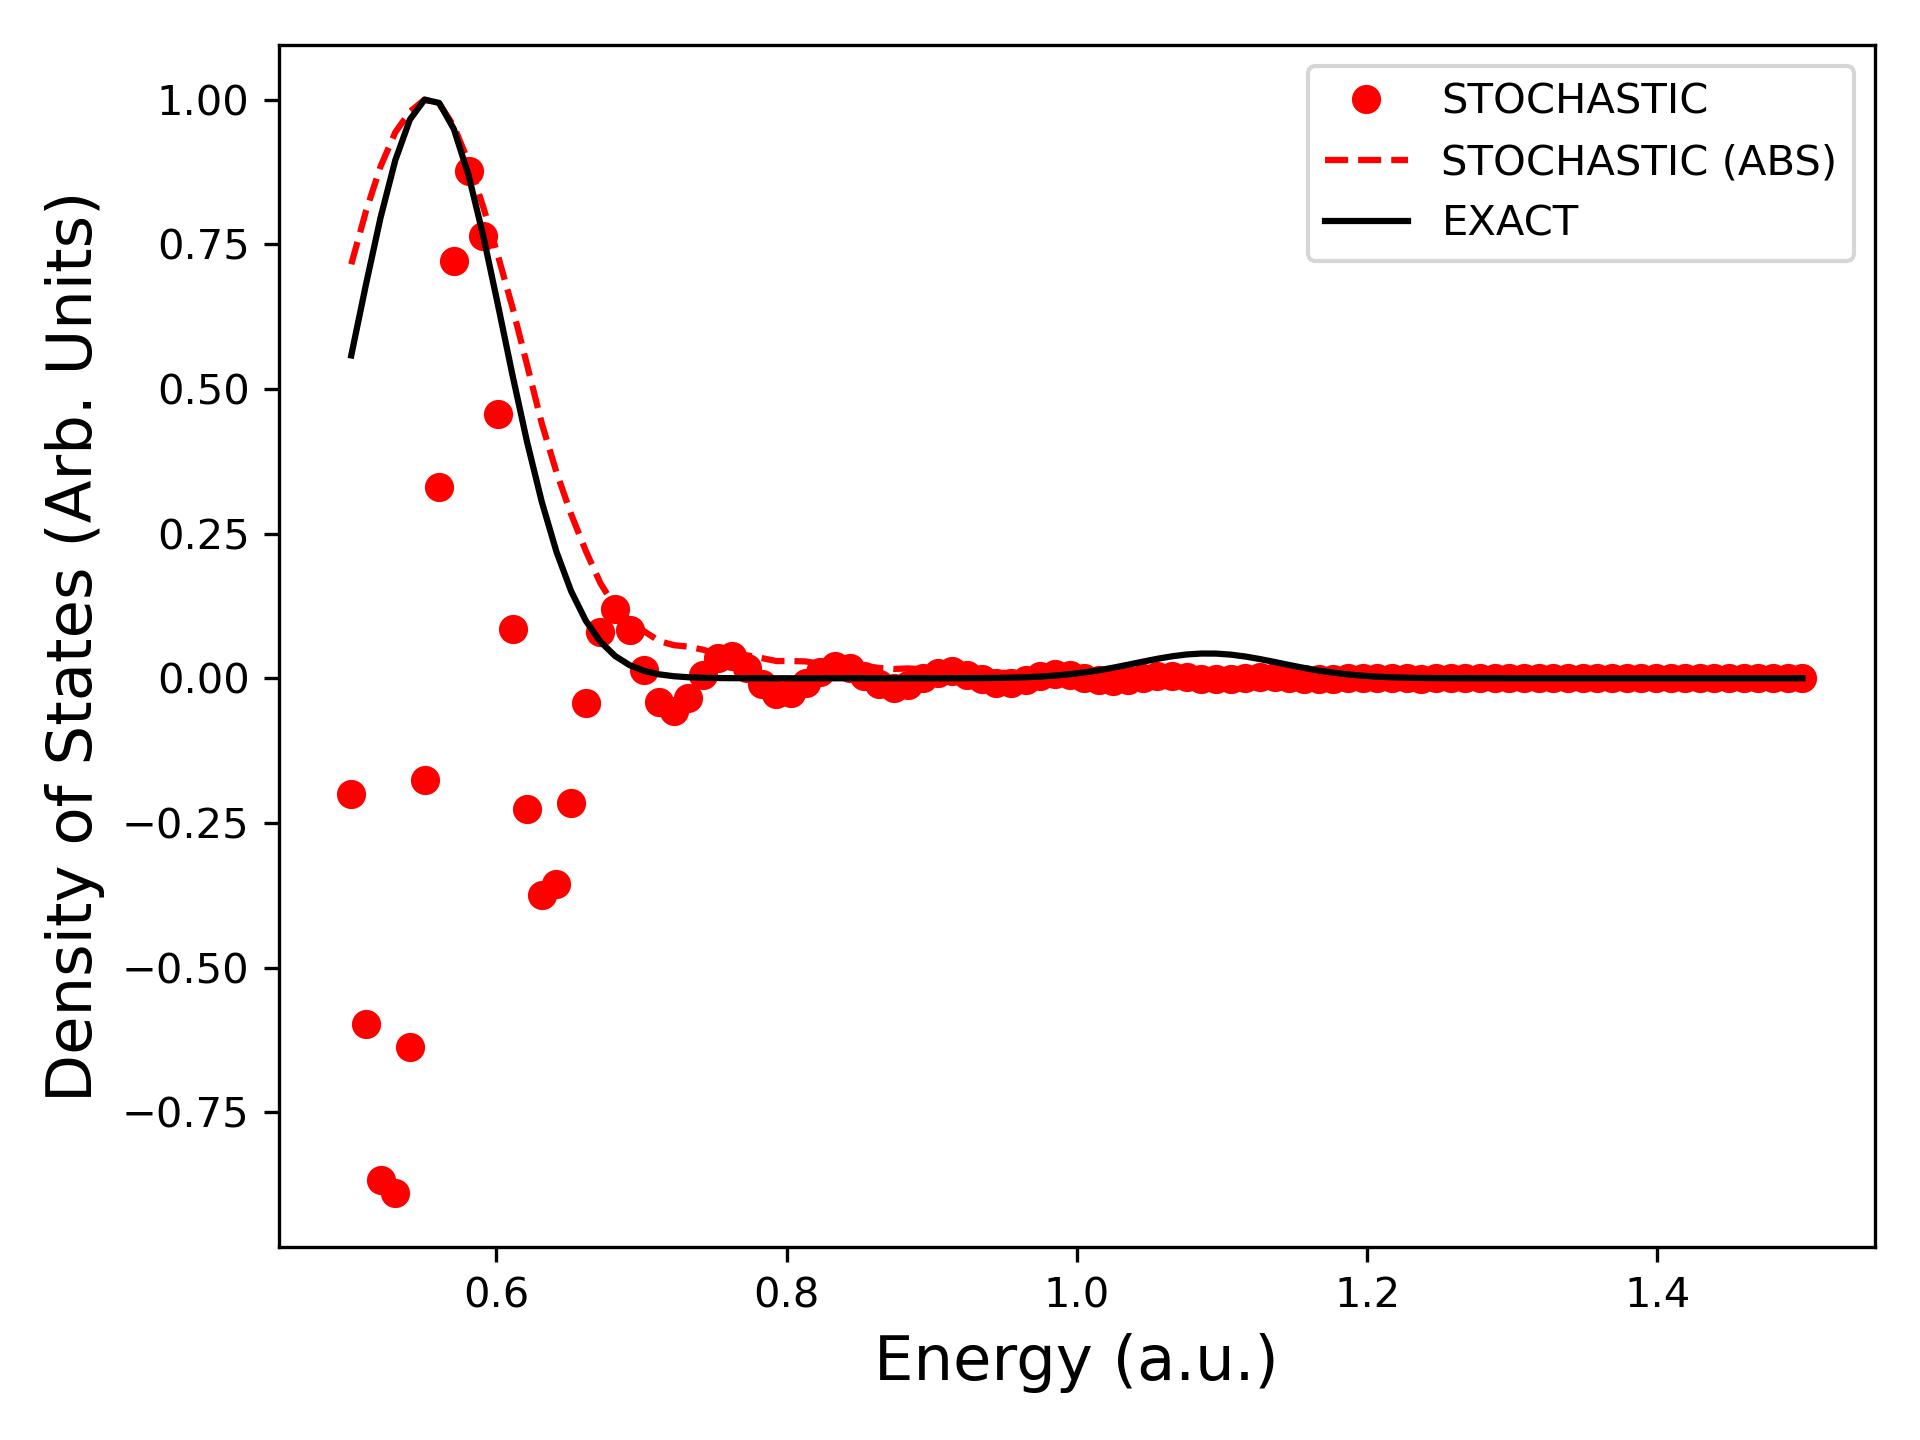 STOCHASTIC
STOCHASTIC (ABS)
EXACT
Density of States (Arb. Units)
1.00
0.75
0.50
0.25
0.00
−0.25
−0.50
−0.75
0.6 0.8 1.0 1.2 1.4
Energy (a.u.)